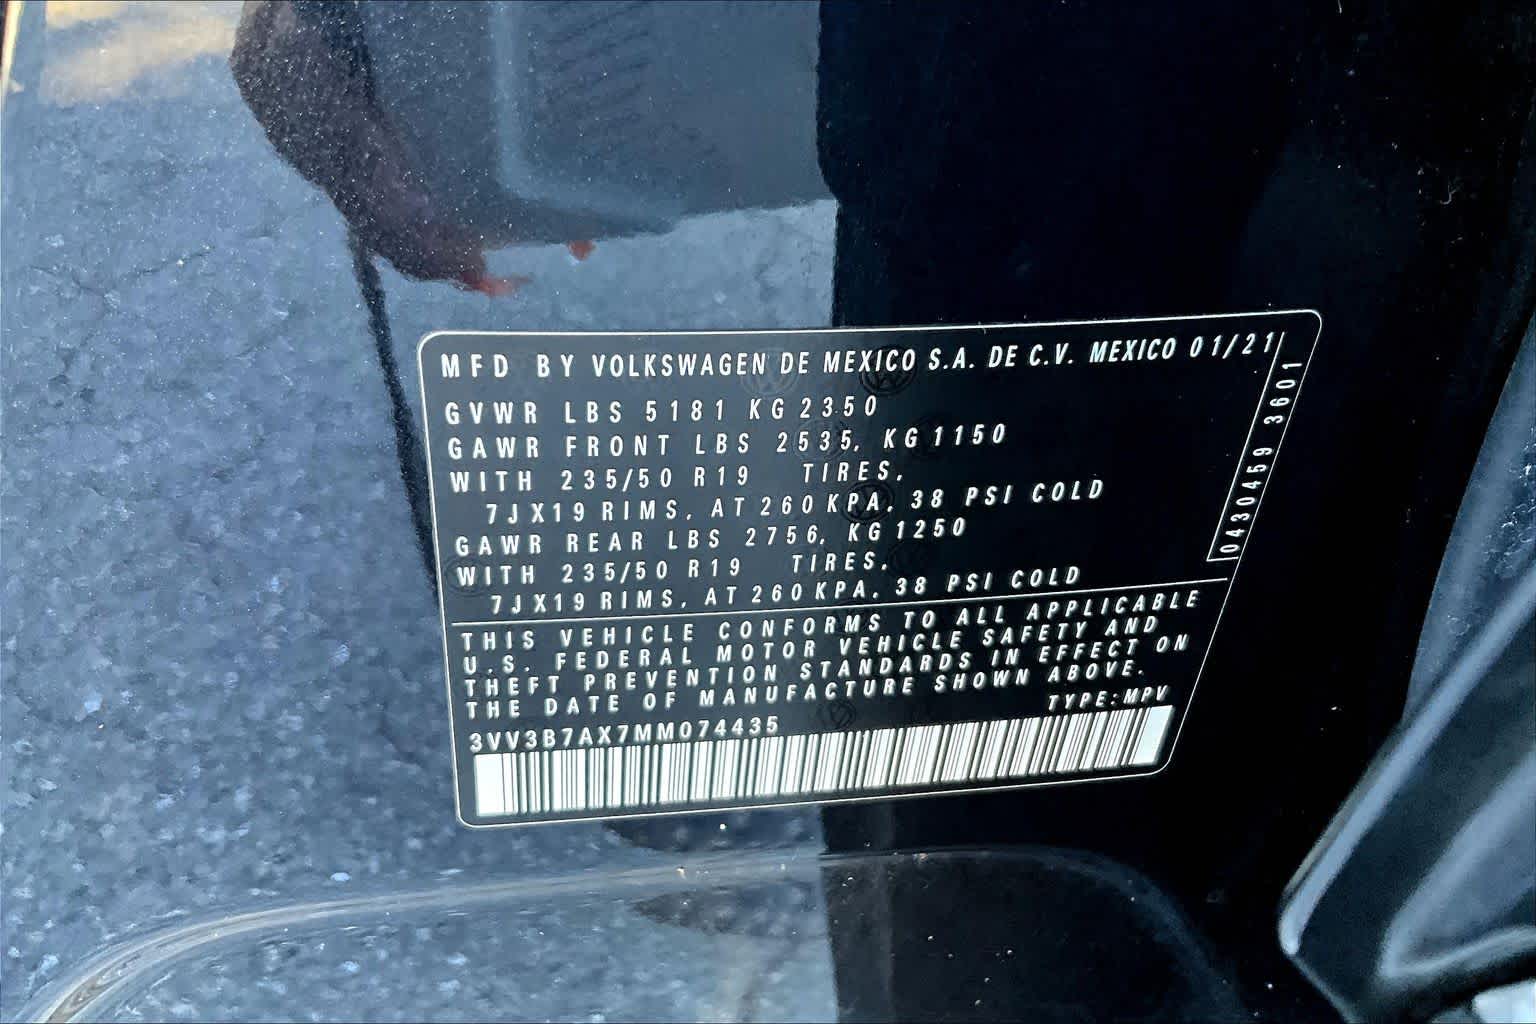 MFD BY VOLKSWAGEN DE MEXICO S.A. DE C.V. MEXICO 01/21
GVWR LBS 5181 KG 2350
GAWR FRONT LBS 2535, KG 1150
WITH 235/50 R19 TIRES.
7JX19 RIMS, AT 260 KPA. 38 PSI COLD
GAWR REAR LBS 2756, KG 1250
WITH 235/50 R19 TIRES.
7JX19 RIMS, AT 260 KPA. 38 PSI COLD
0430459 3601
THIS VEHICLE CONFORMS TO ALL APPLICABLE
U.S. FEDERAL MOTOR VEHICLE SAFETY AND
THEFT PREVENTION STANDARDS IN EFFECT ON
THE DATE OF MANUFACTURE SHOWN ABOVE.
TYPE:MPV
3VV3B7AX7MM074435